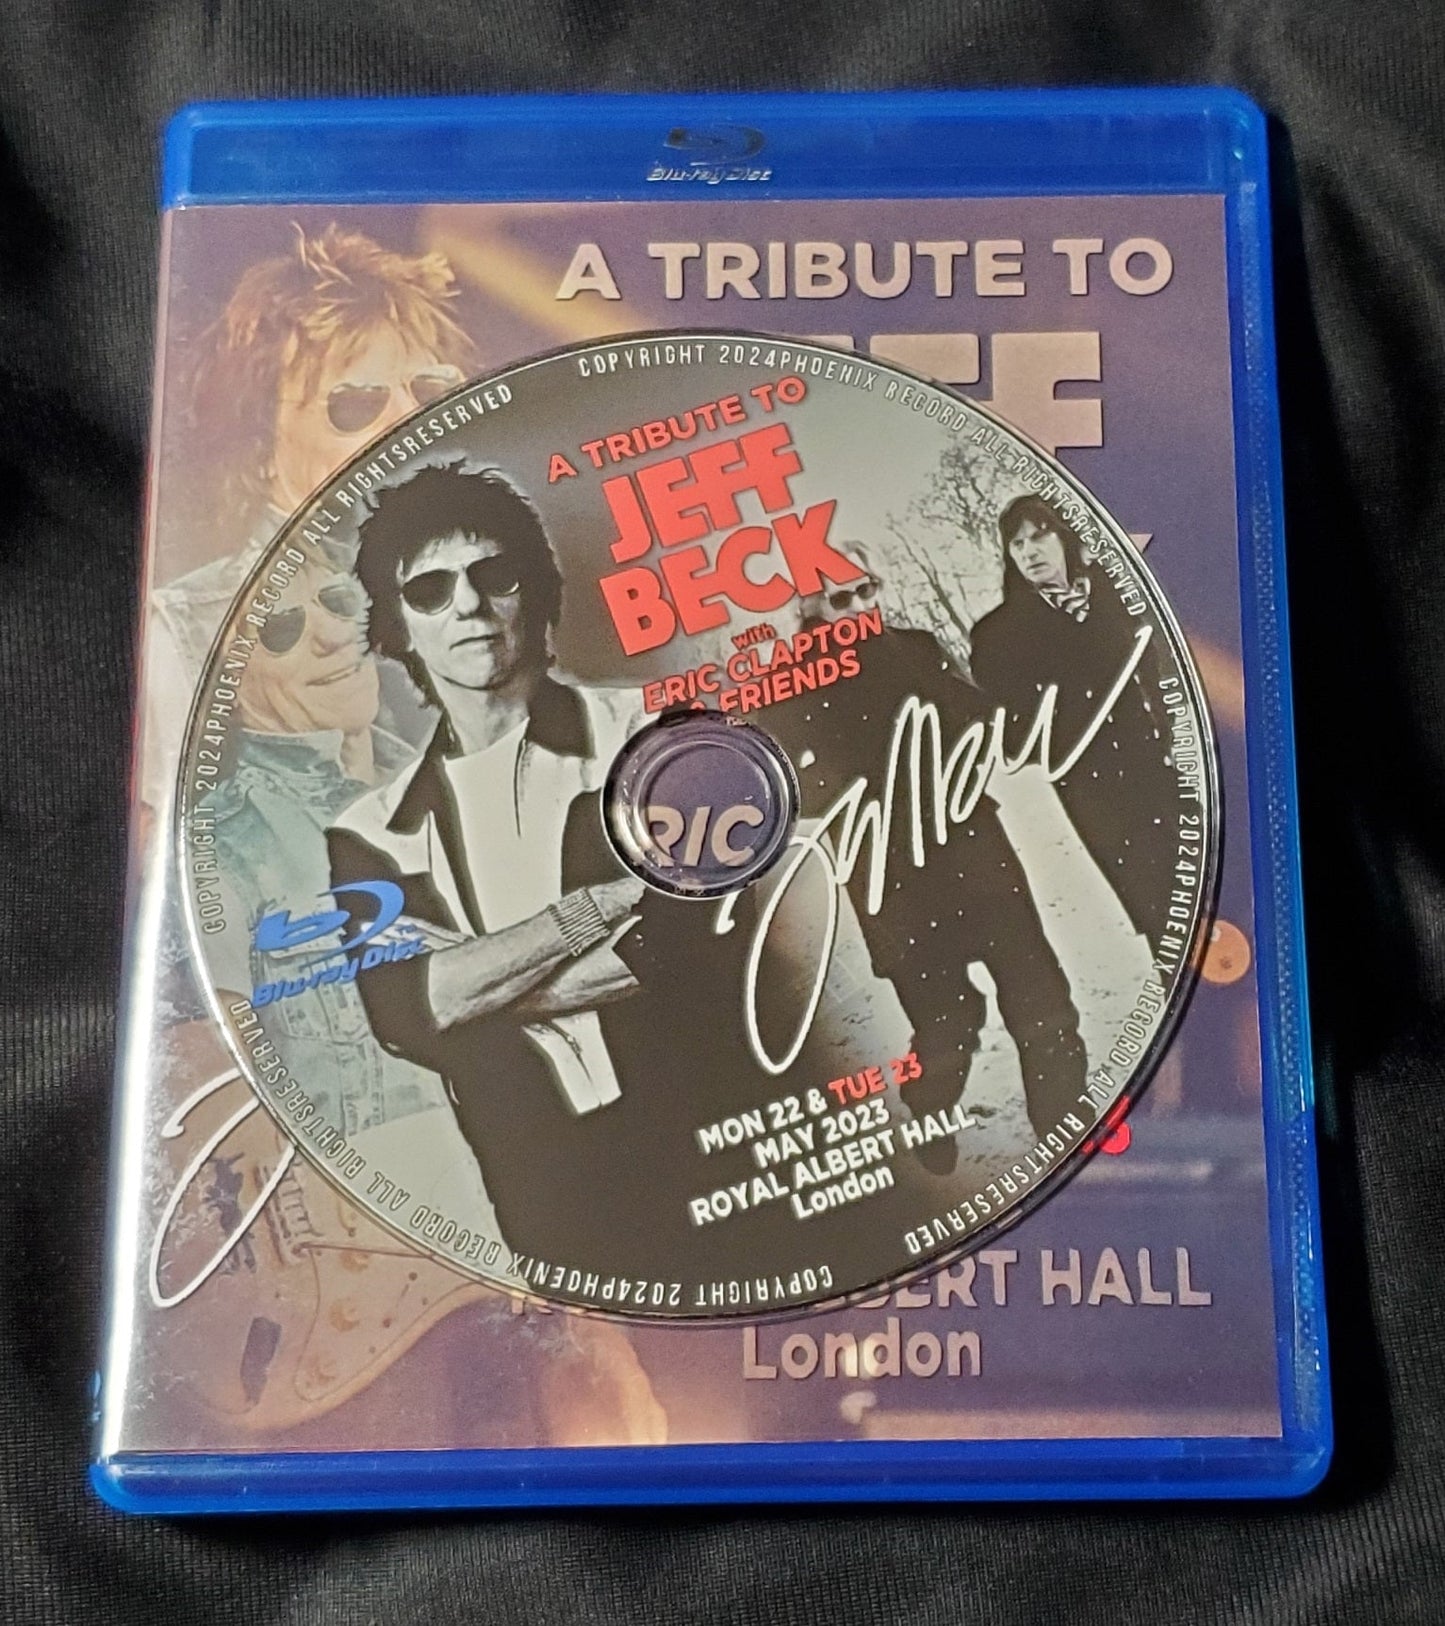 Blu-ray Disc
A TRIBUTE TO
COPYRIGHT 2024PHOENIX RECORD ALL RIGHTSRESERVED
COPYRIGHT 2024PHOENIX RECORD ALL RIGHTSRESERVED
COPYRIGHT 2024PHOENIX RECORD ALL RIGHTSRESERVED
COPYRIGHT 2024PHOENIX RECORD ALL RIGHTSRESERVED
A TRIBUTE TO
JEFF
BECK
with
ERIC CLAPTON
& FRIENDS
RIC
Blu-ray Disc
MON 22 & TUE 23
MAY 2023
ROYAL ALBERT HALL
London
BERT HALL
London